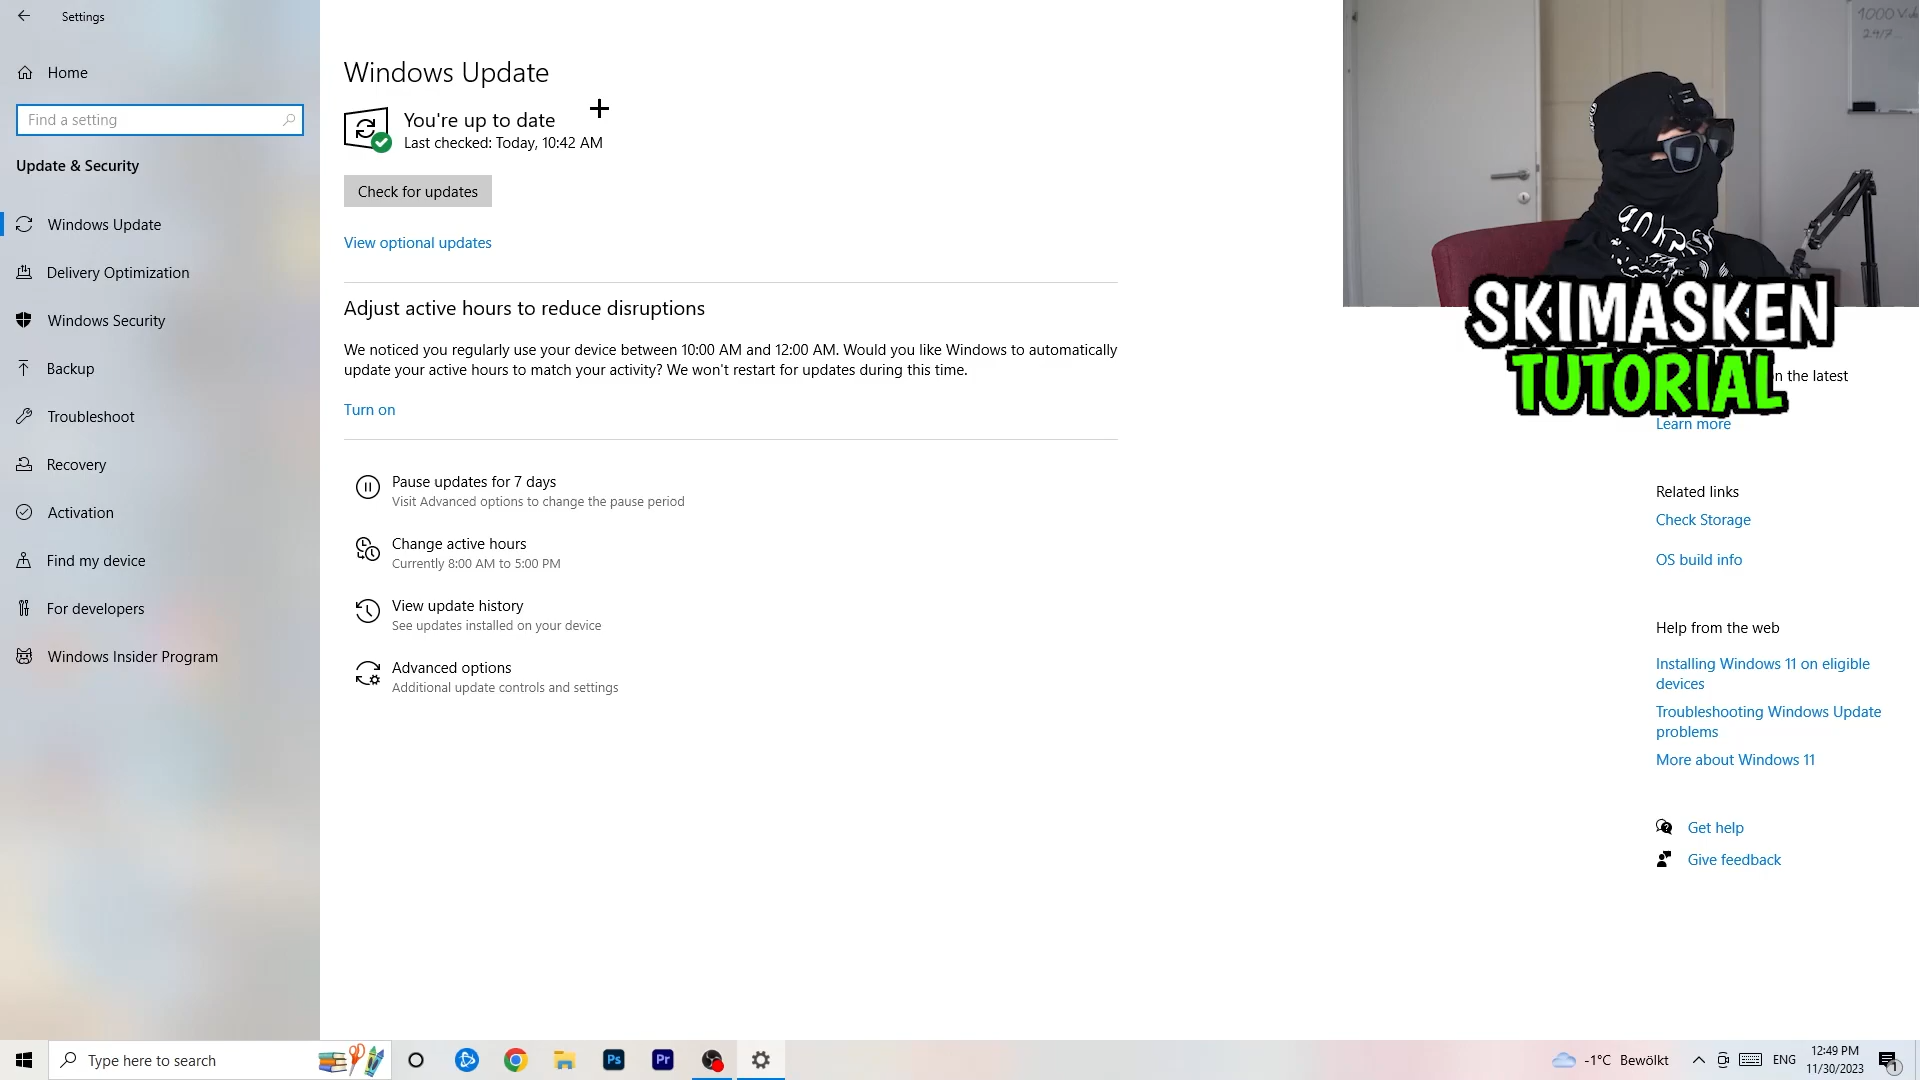 Settings
Home
Find a setting
Update & Security
Windows Update
Delivery Optimization
Windows Security
Backup
Troubleshoot
Recovery
Activation
Find my device
For developers
Windows Insider Program
Windows Update
You're up to date
Last checked: Today, 10:42 AM
Check for updates
View optional updates
Adjust active hours to reduce disruptions
We noticed you regularly use your device between 10:00 AM and 12:00 AM. Would you like Windows to automatically
update your active hours to match your activity? We won't restart for updates during this time.
Turn on
Pause updates for 7 days
Visit Advanced options to change the pause period
Change active hours
Currently 8:00 AM to 5:00 PM
View update history
See updates installed on your device
Advanced options
Additional update controls and settings
1000
24/7
SKIMASKEN
TUTORIAL
on the latest
Learn more
Related links
Check Storage
OS build info
Help from the web
Installing Windows 11 on eligible
devices
Troubleshooting Windows Update
problems
More about Windows 11
Get help
Give feedback
Type here to search
Ps
Pr
-1°C Bewölkt
ENG
12:49 PM
11/30/2023
1